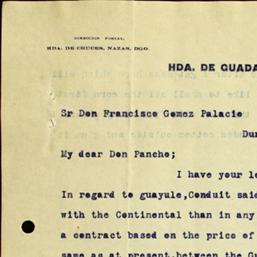 DIRECCION POSTAL,
HDA. DE CRUCES, NAZAS, DGO.
HDA. DE GUADA
Sr Don Francisco Gomez Palacio
Dur
My dear Don Panche;
I have your le
In regard to guayule,Conduit said
with the Continental than in any
a contract based on the price of
same as at present,between the Gu